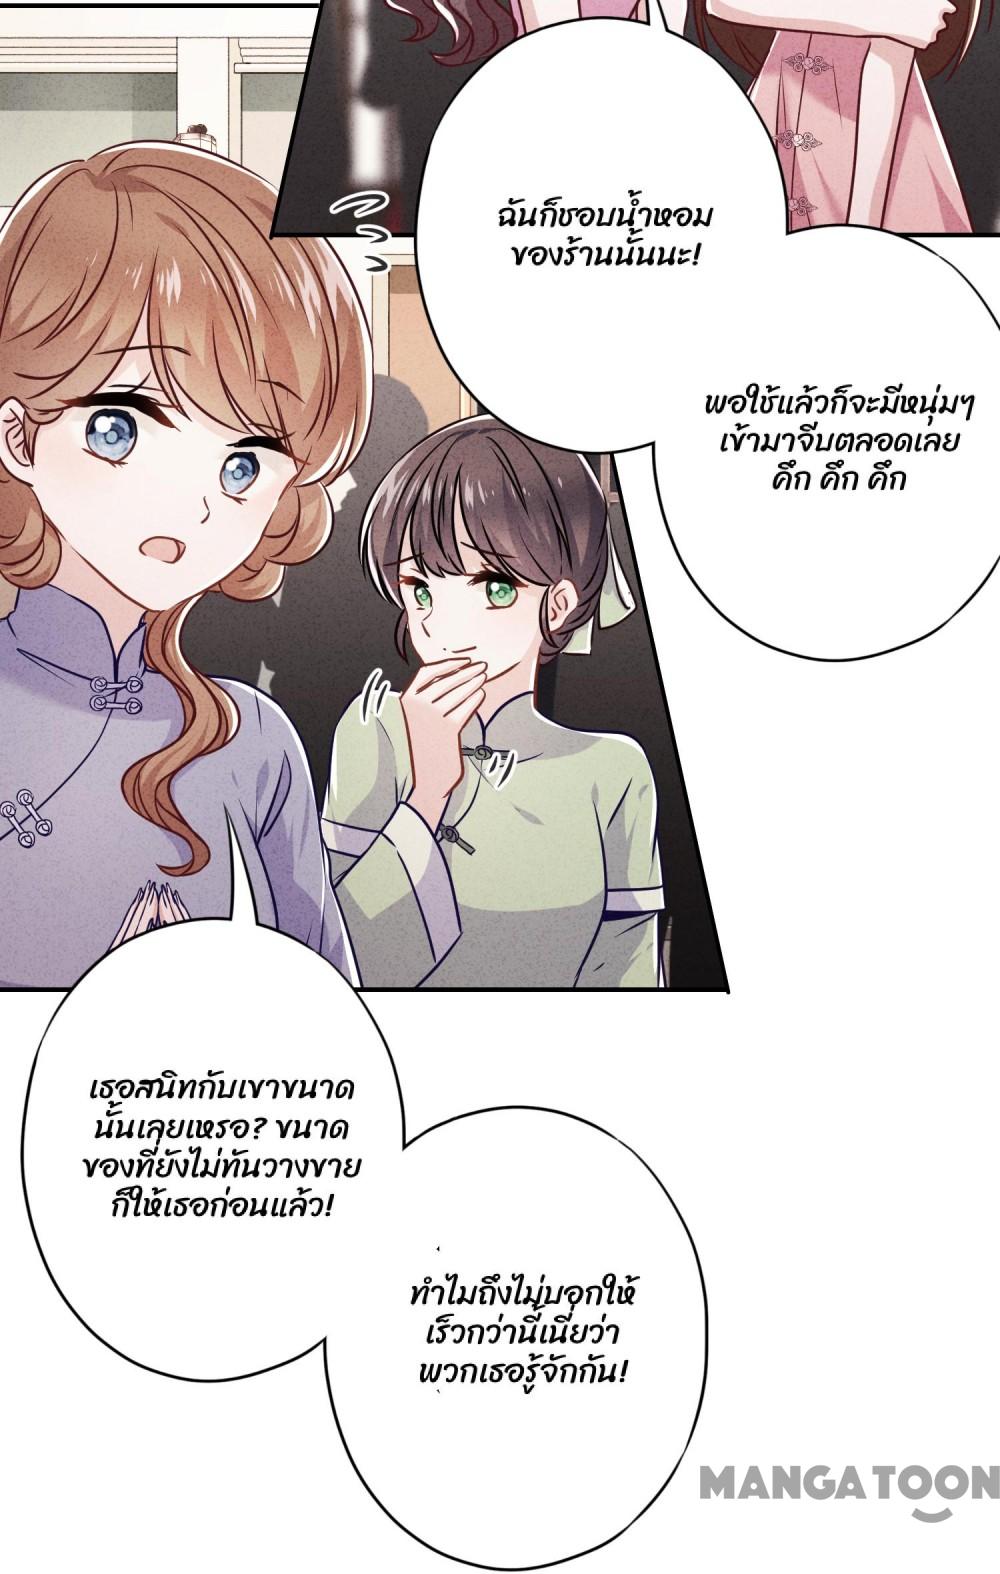 ฉันก็ชอบน้ำหอม
ของร้านนั้นนะ!
พอใช้แล้วก็จะมีหนุ่มๆ
เข้ามาจีบตลอดเลย
คึก คึก คึก
เธอสนิทกับเขาขนาด
นั้นเลยเหรอ? ขนาด
ของที่ยังไม่ทันวางขาย
ก็ให้เธอก่อนแล้ว!
ทำไมถึงไม่บอกให้
เร็วกว่านี้เนี่ยว่า
พวกเธอรู้จักกัน!
MANGATOON